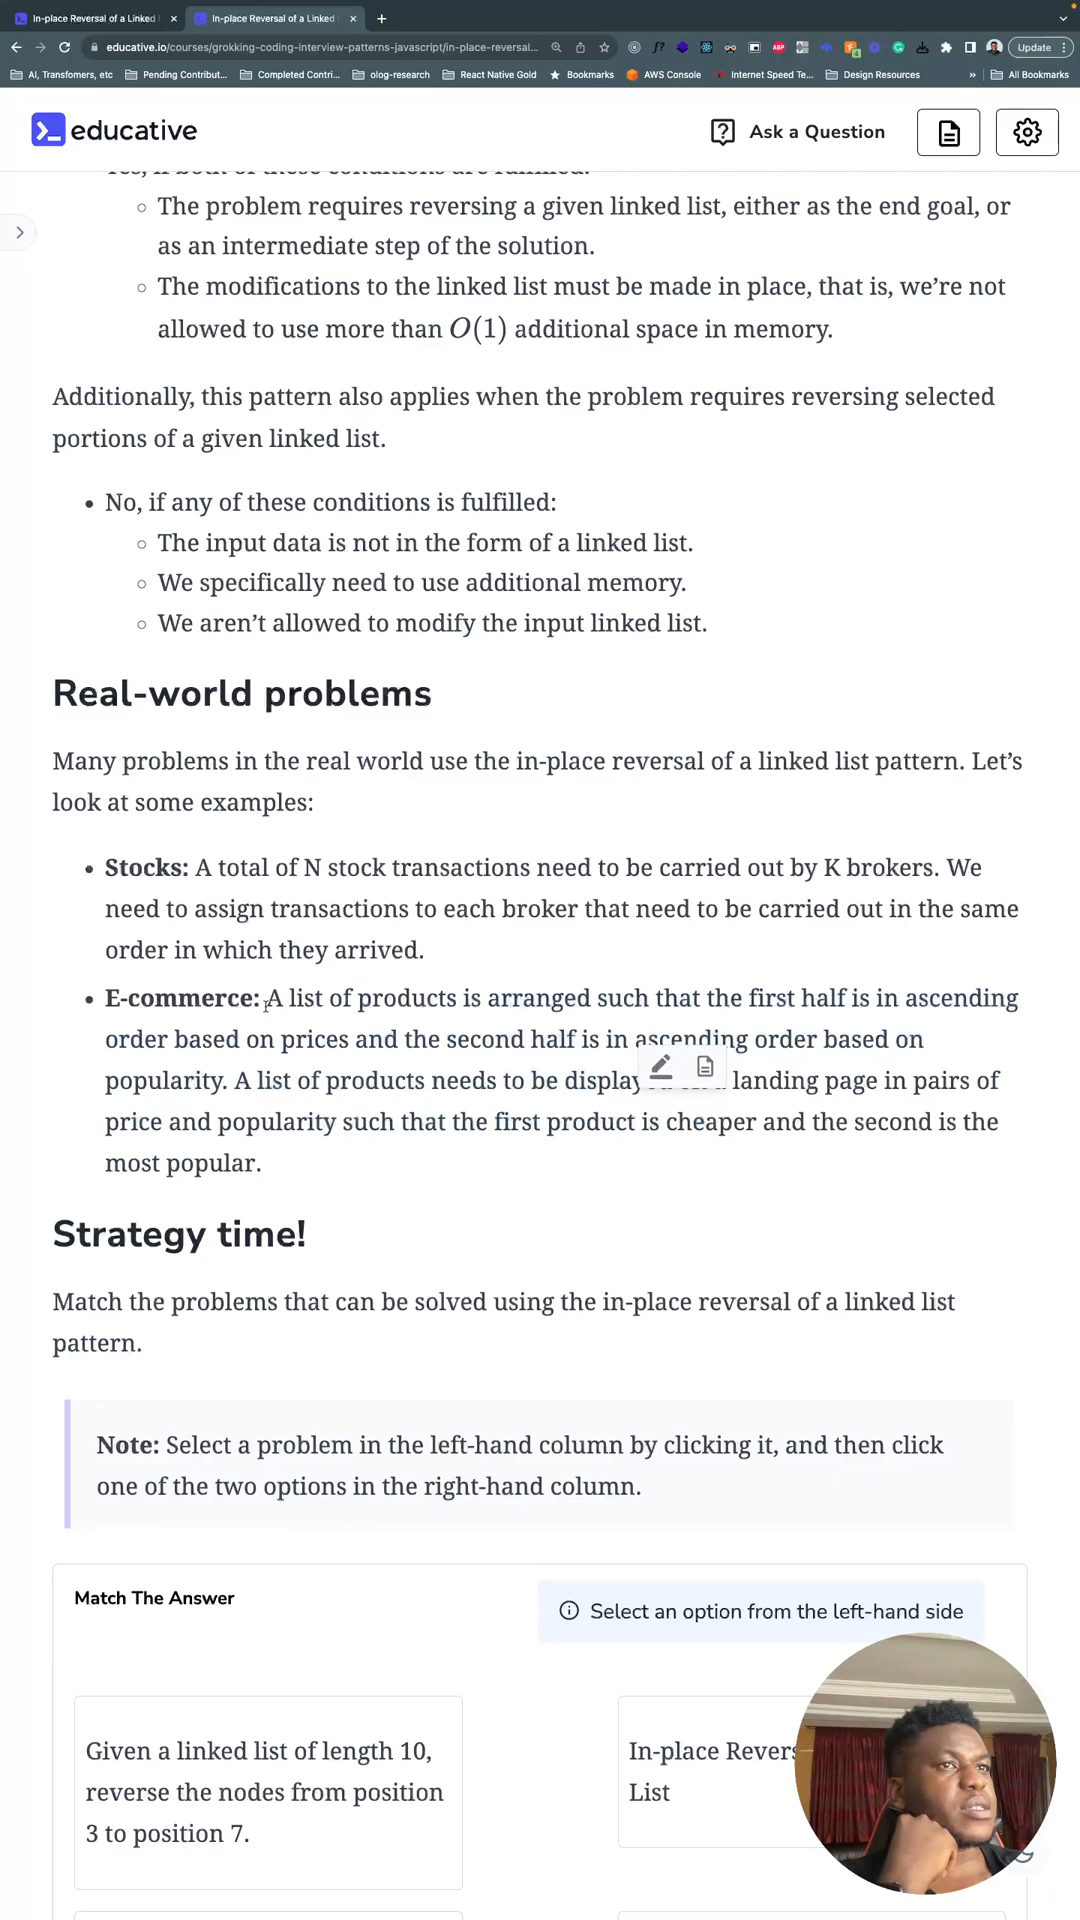 In-place Reversal of a Linked
In-place Reversal of a Linked
educative.io/courses/grokking-coding-interview-patterns-javascript/in-place-reversal...
f?
ABP
Update
AI, Transfomers, etc
Pending Contribut...
Completed Contri...
olog-research
React Native Gold
Bookmarks
AWS Console
Internet Speed Te...
Design Resources
»
All Bookmarks
educative
Ask a Question
Yes, if both of these conditions are fulfilled:
The problem requires reversing a given linked list, either as the end goal, or
as an intermediate step of the solution.
The modifications to the linked list must be made in place, that is, we’re not
allowed to use more than O(1) additional space in memory.
Additionally, this pattern also applies when the problem requires reversing selected
portions of a given linked list.
• No, if any of these conditions is fulfilled:
The input data is not in the form of a linked list.
We specifically need to use additional memory.
We aren’t allowed to modify the input linked list.
Real-world problems
Many problems in the real world use the in-place reversal of a linked list pattern. Let’s
look at some examples:
• Stocks: A total of N stock transactions need to be carried out by K brokers. We
need to assign transactions to each broker that need to be carried out in the same
order in which they arrived.
• E-commerce: A list of products is arranged such that the first half is in ascending
order based on prices and the second half is in ascending order based on
popularity. A list of products needs to be display landing page in pairs of
price and popularity such that the first product is cheaper and the second is the
most popular.
Strategy time!
Match the problems that can be solved using the in-place reversal of a linked list
pattern.
Note: Select a problem in the left-hand column by clicking it, and then click
one of the two options in the right-hand column.
Match The Answer
Select an option from the left-hand side
Given a linked list of length 10,
reverse the nodes from position
3 to position 7.
In-place Revers
List